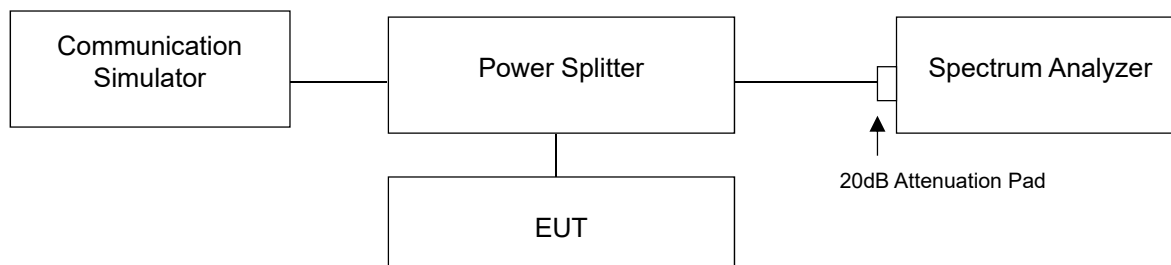 Communication
Simulator
Power Splitter
Spectrum Analyzer
20dB Attenuation Pad
EUT